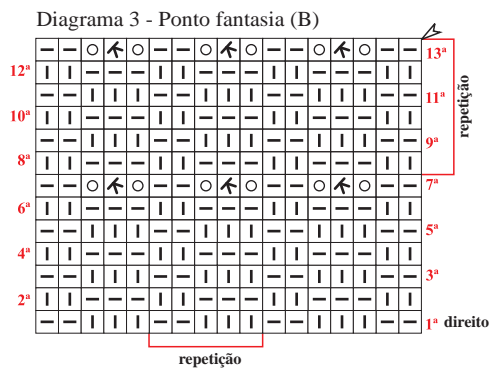 Diagrama 3 - Ponto fantasia (B)
13ª
12ª
11ª
10ª
9ª
8ª
7ª
6ª
5ª
4ª
3ª
2ª
1ª direito
repetição
repetição